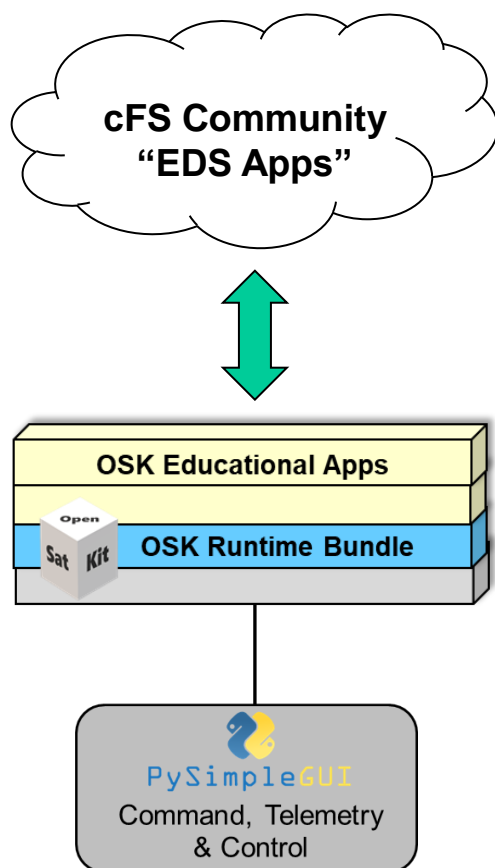 cFS Community
“EDS Apps”
OSK Educational Apps
Open
Sat Kit
OSK Runtime Bundle
PySimpleGUI
Command, Telemetry
& Control